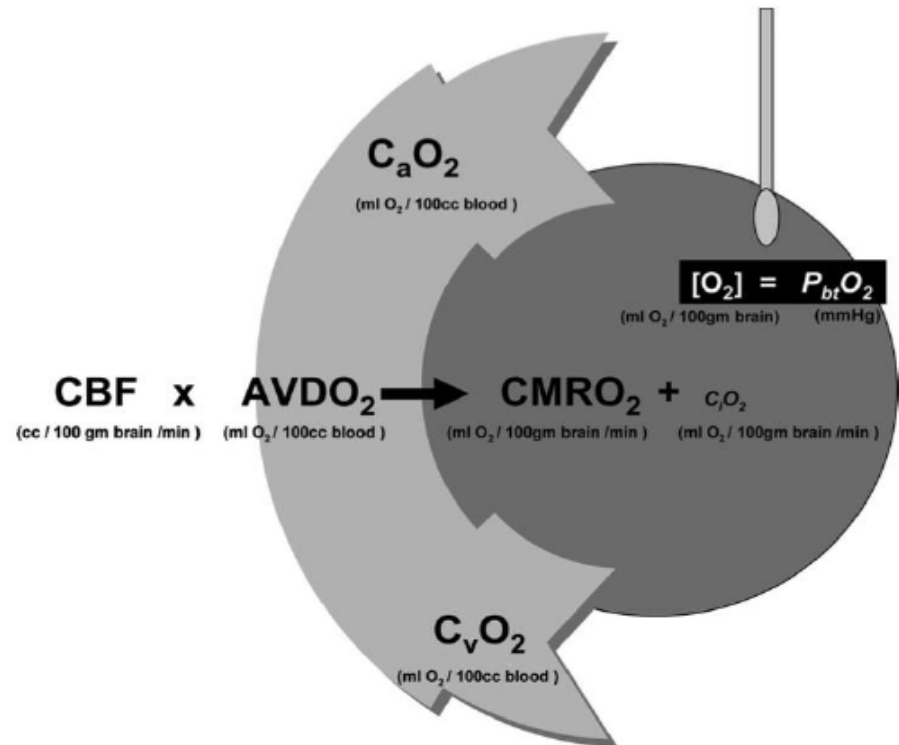 CₐO₂
(ml O₂ / 100cc blood )
[O₂] = PbtO₂
(ml O₂ / 100gm brain) (mmHg)
CBF x AVDO₂ CMRO₂ + CᵢO₂
(cc / 100 gm brain /min ) (ml O₂ / 100cc blood ) (ml O₂ / 100gm brain /min ) (ml O₂ / 100gm brain /min )
CᵥO₂
(ml O₂ / 100cc blood )